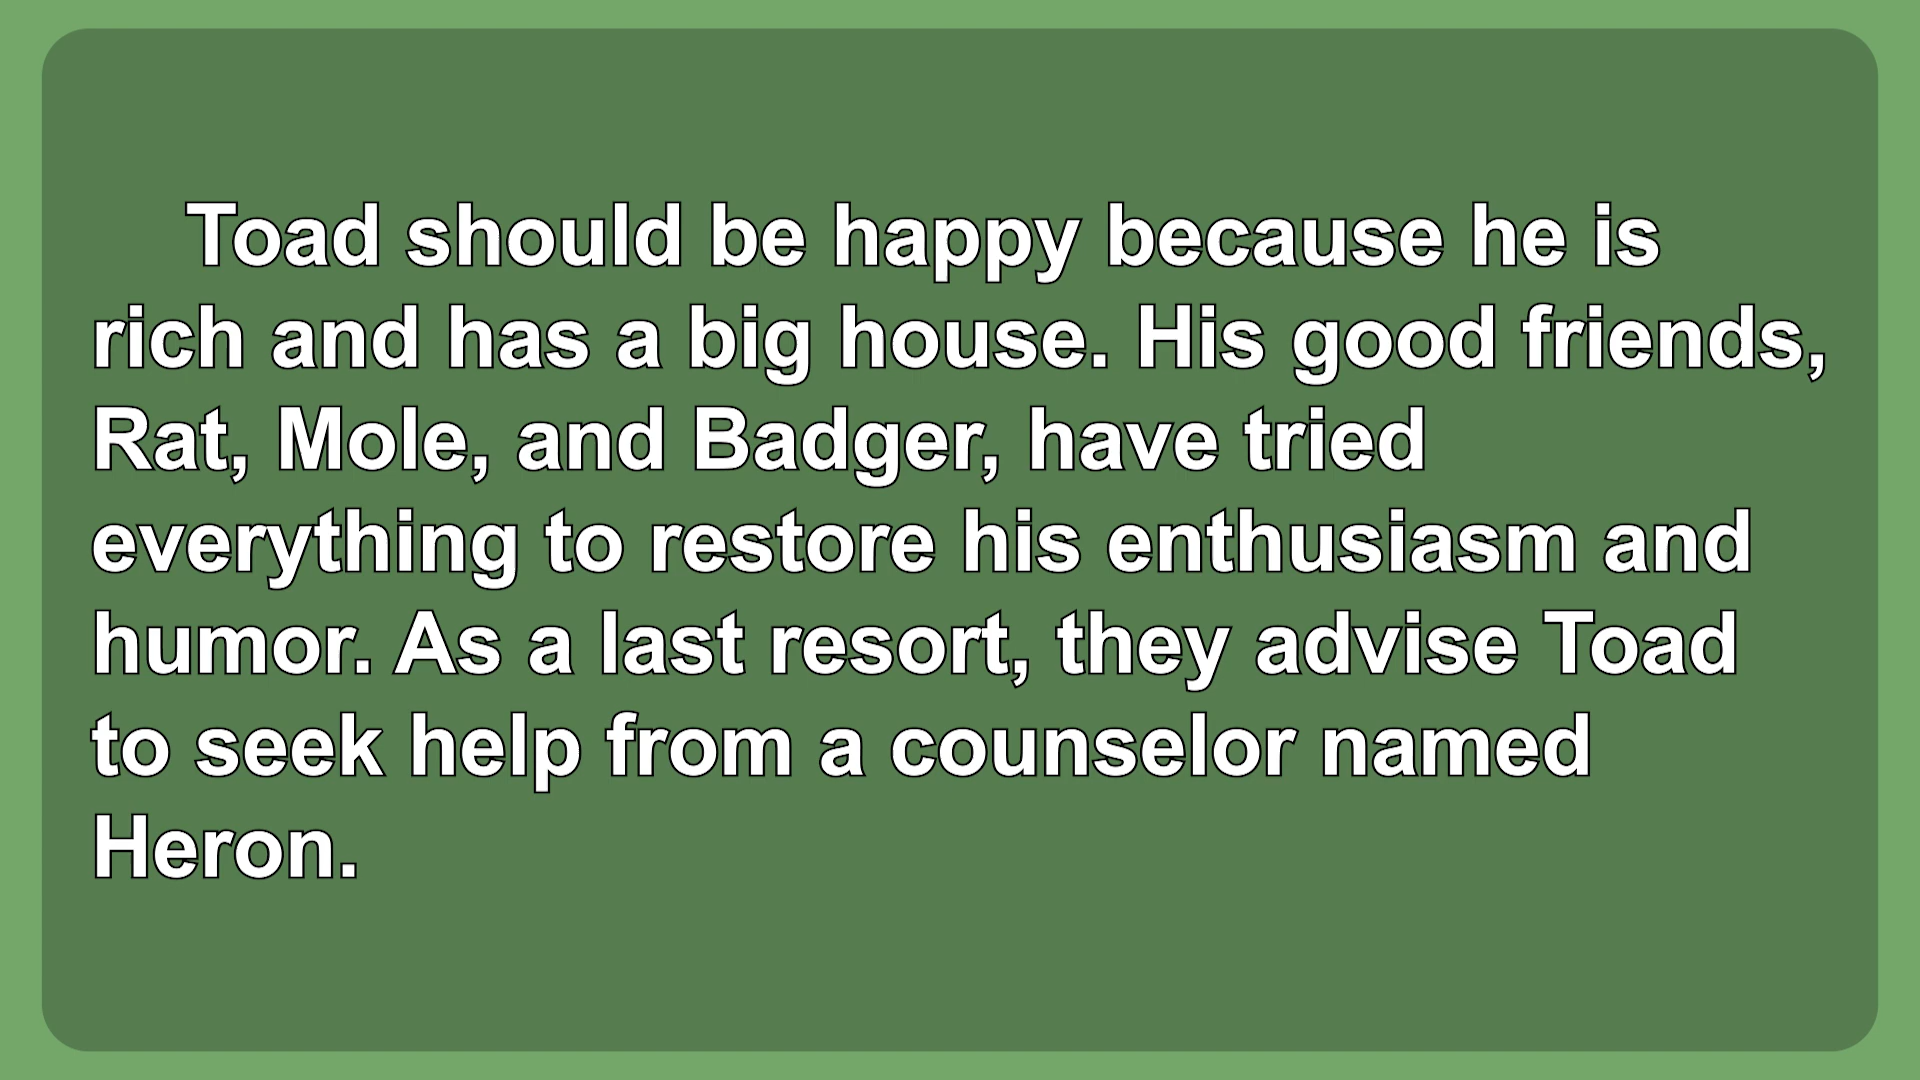 Toad should be happy because he is
rich and has a big house. His good friends,
Rat, Mole, and Badger, have tried
everything to restore his enthusiasm and
humor. As a last resort, they advise Toad
to seek help from a counselor named
Heron.